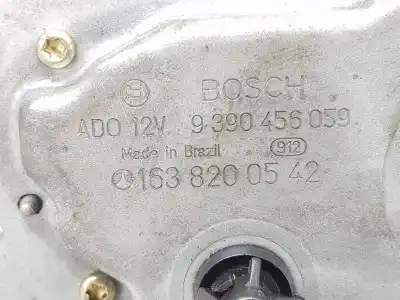 BOSCH
ADO 12V 9 390 456 059
Made in Brazil 912
163 820 05 42